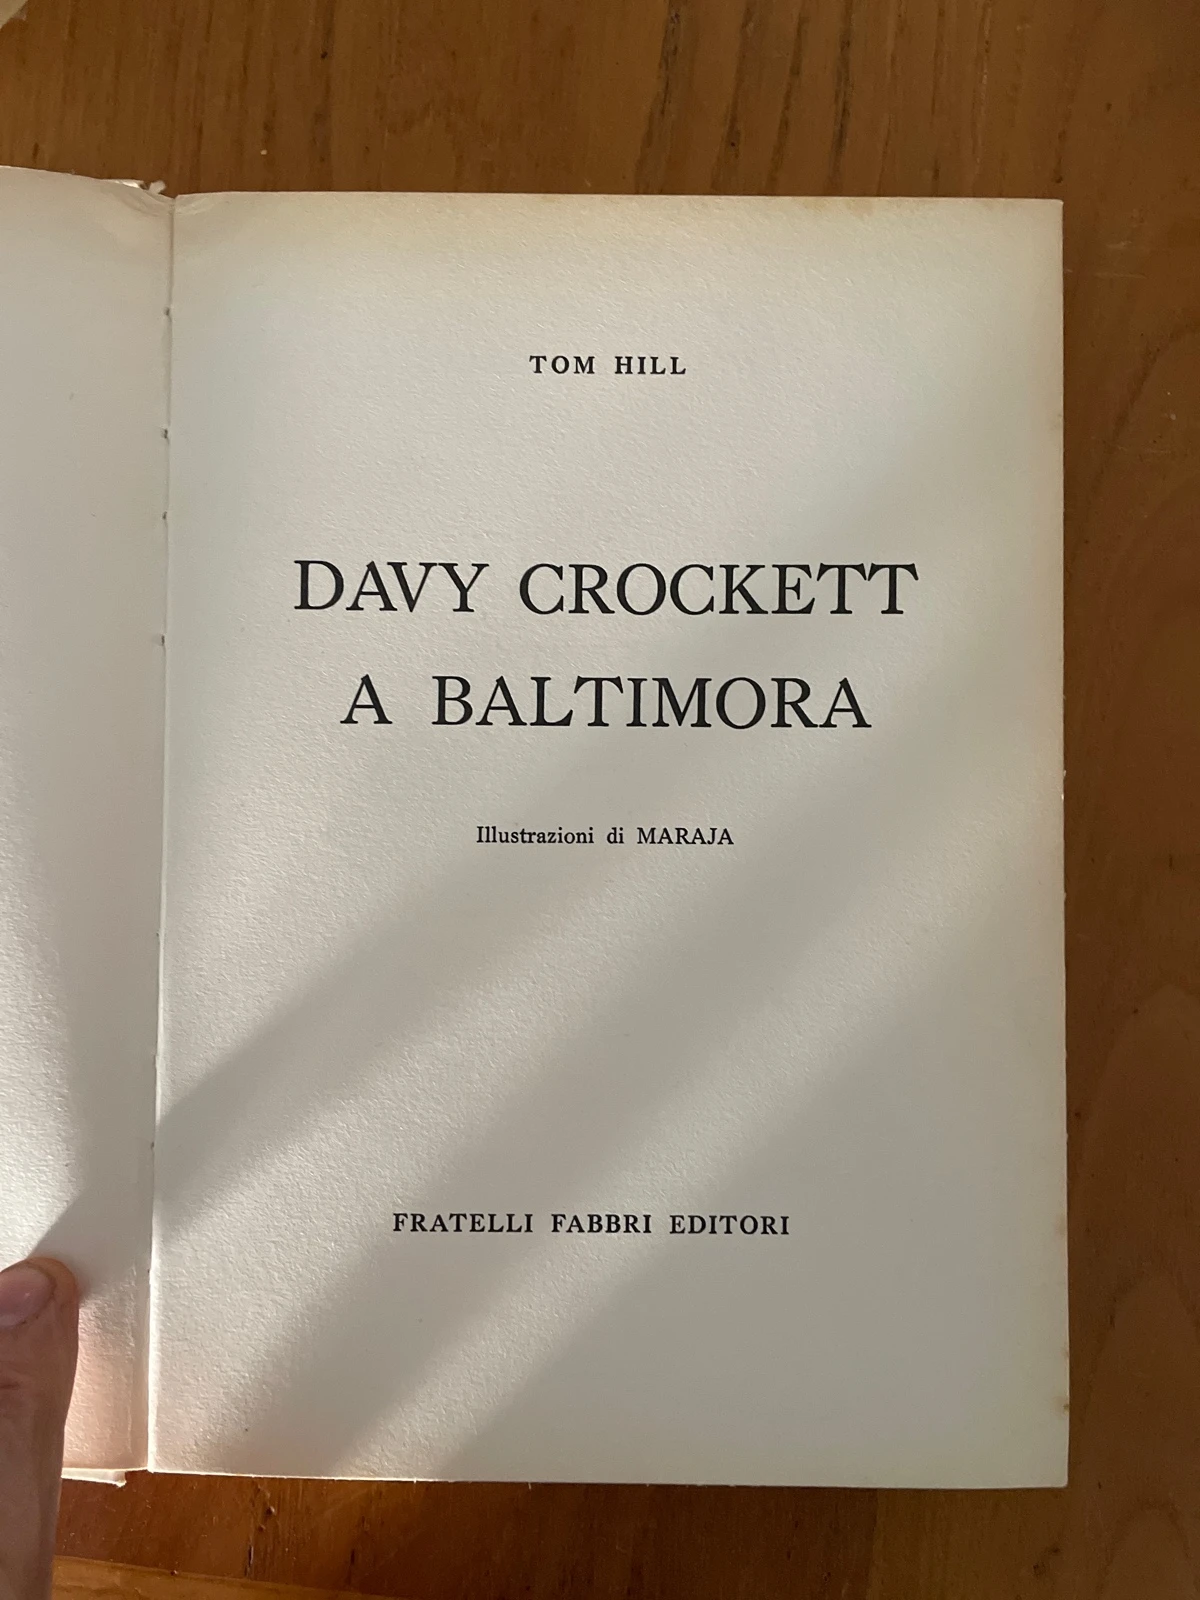 TOM HILL
DAVY CROCKETT
A BALTIMORA
Illustrazioni di MARAJA
FRATELLI FABBRI EDITORI